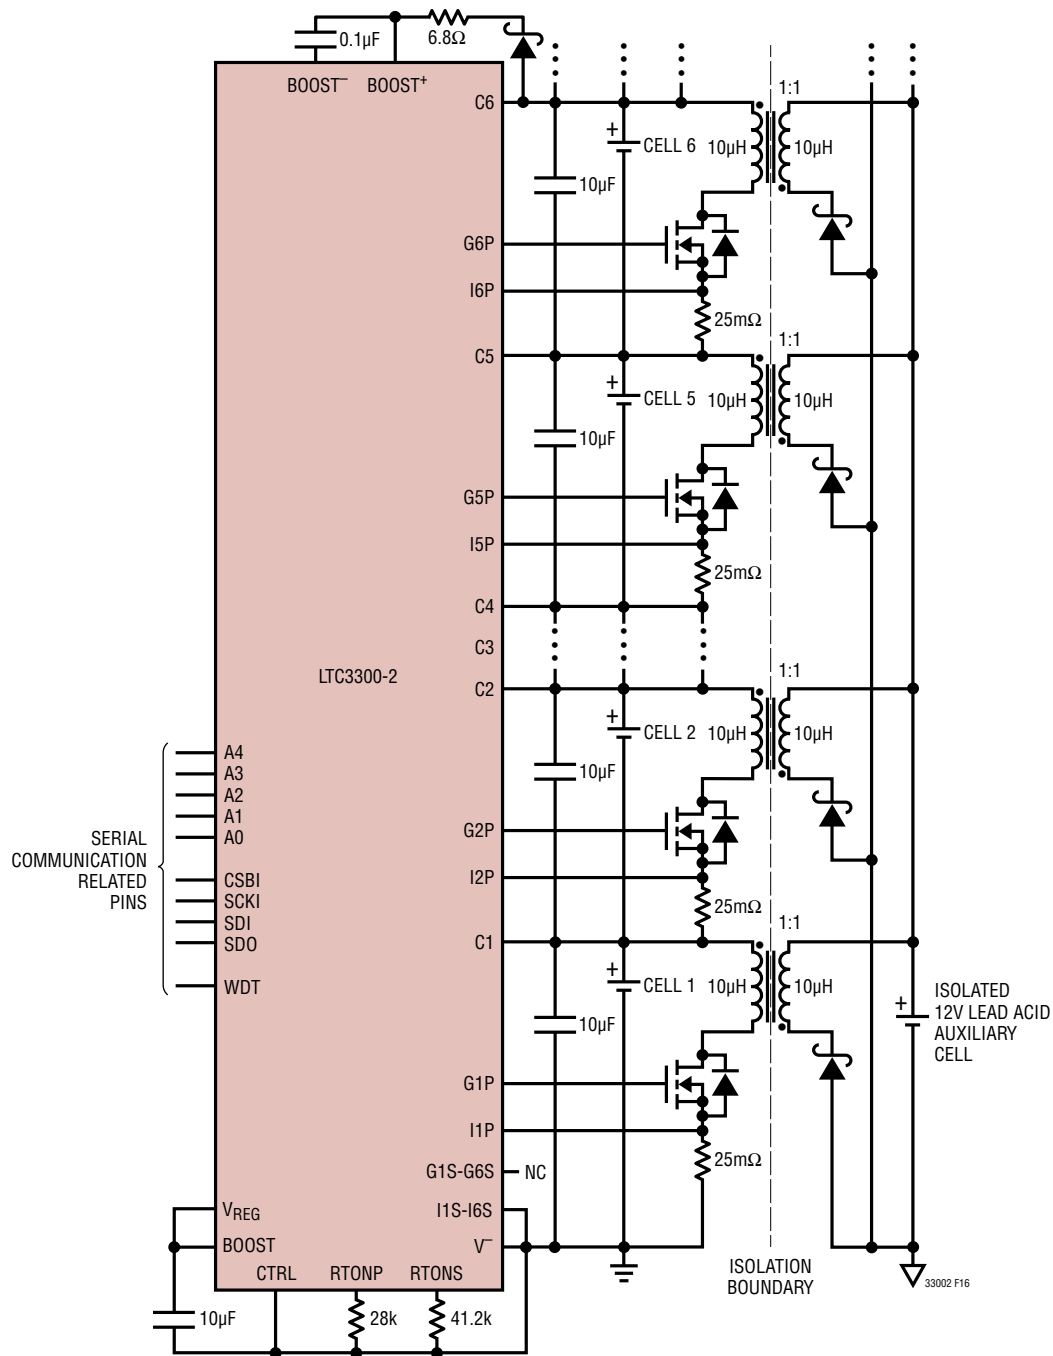 0.1µF
6.8Ω
BOOST–
BOOST+
1:1
C6
CELL 6
10µH
10µH
+
10µF
G6P
I6P
25mΩ
1:1
C5
+
CELL 5
10µH
10µH
10µF
G5P
I5P
25mΩ
C4
C3
LTC3300-2
1:1
C2
+
CELL 2
10µH
10µH
10µF
A4
A3
A2
A1
A0
G2P
SERIAL
COMMUNICATION
RELATED
PINS
CSBI
SCKI
SDI
SDO
WDT
I2P
25mΩ
1:1
C1
+
CELL 1
10µH
10µH
+
ISOLATED
12V LEAD ACID
AUXILIARY
CELL
10µF
G1P
I1P
25mΩ
G1S-G6S
NC
VREG
I1S-I6S
BOOST
V–
CTRL
RTONP
RTONS
ISOLATION
BOUNDARY
33002 F16
10µF
28k
41.2k